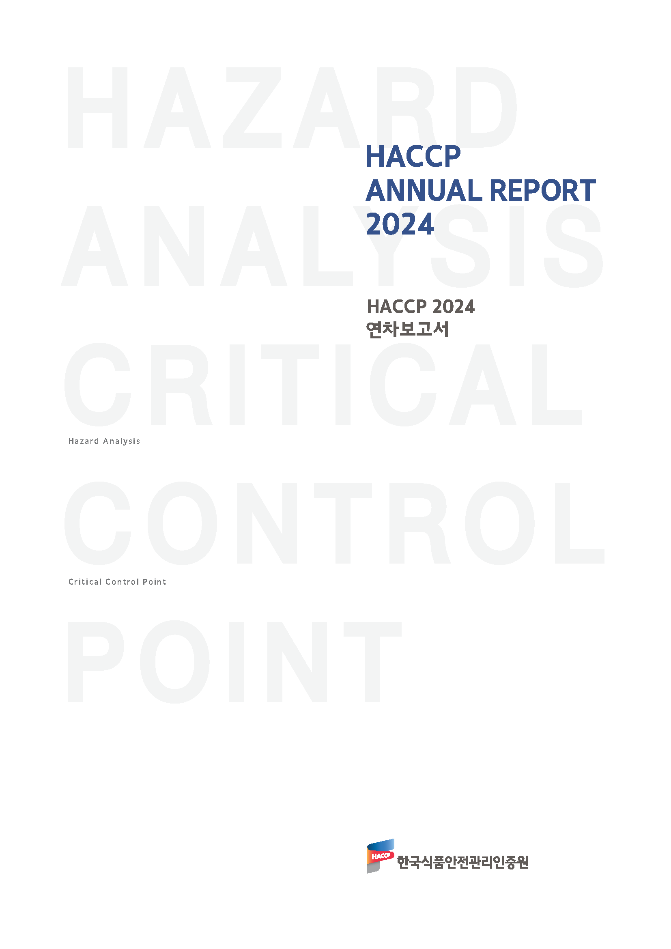 HAZARD
HACCP
ANNUAL REPORT
2024
ANALYSIS
HACCP 2024
연차보고서
CRITICAL
Hazard Analysis
CONTROL
Critical Control Point
POINT
HACCP
한국식품안전관리인증원